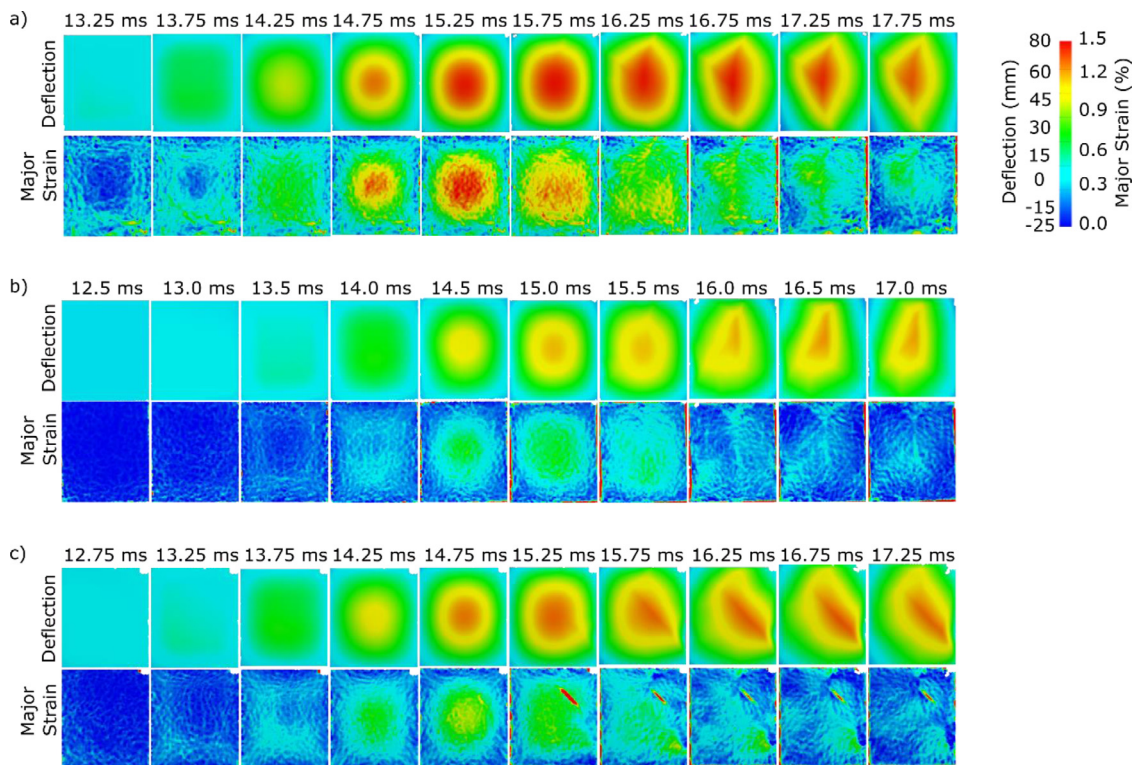 a)
13.25 ms 13.75 ms 14.25 ms 14.75 ms 15.25 ms 15.75 ms 16.25 ms 16.75 ms 17.25 ms 17.75 ms
Deflection
Major
Strain
80 1.5
60 1.2
45 0.9
30 0.6
15
0 0.3
-15
-25 0.0
Deflection (mm)
Major Strain (%)
b)
12.5 ms 13.0 ms 13.5 ms 14.0 ms 14.5 ms 15.0 ms 15.5 ms 16.0 ms 16.5 ms 17.0 ms
Deflection
Major
Strain
c)
12.75 ms 13.25 ms 13.75 ms 14.25 ms 14.75 ms 15.25 ms 15.75 ms 16.25 ms 16.75 ms 17.25 ms
Deflection
Major
Strain